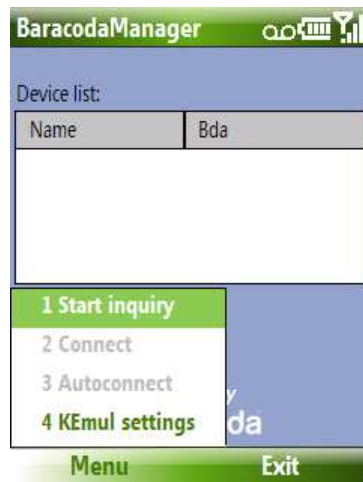 BaracodaManager
Device list:
Name Bda
1 Start inquiry
2 Connect
3 Autoconnect
4 KEmul settings
y
da
Menu Exit